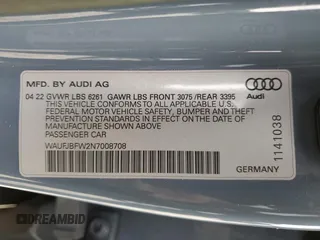 MFD. BY AUDI AG
04 22 GVWR LBS 6261 GAWR LBS FRONT 3075/REAR 3395
THIS VEHICLE CONFORMS TO ALL APPLICABLE U.S.
FEDERAL MOTOR VEHICLE SAFETY, BUMPER, AND THEFT
PREVENTION STANDARDS IN EFFECT ON THE DATE OF
MANUFACTURE SHOWN ABOVE.
PASSENGER CAR
WAUFJBFW2N7008708
GERMANY
Audi
1141038
DREAMBID.COM